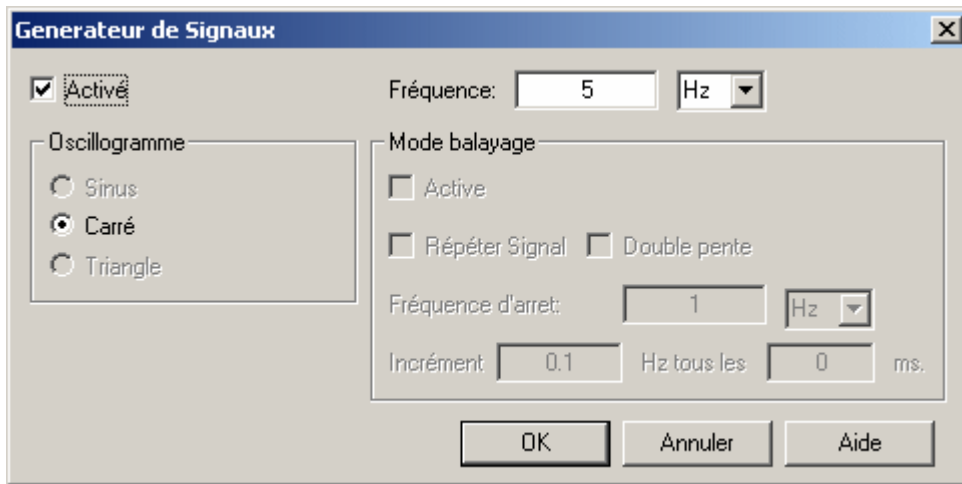 Generateur de Signaux
Activé
Fréquence: 5 Hz
Oscillogramme
Sinus
Carré
Triangle
Mode balayage
Active
Répéter Signal Double pente
Fréquence d'arret: 1 Hz
Incrément 0.1 Hz tous les 0 ms.
OK Annuler Aide